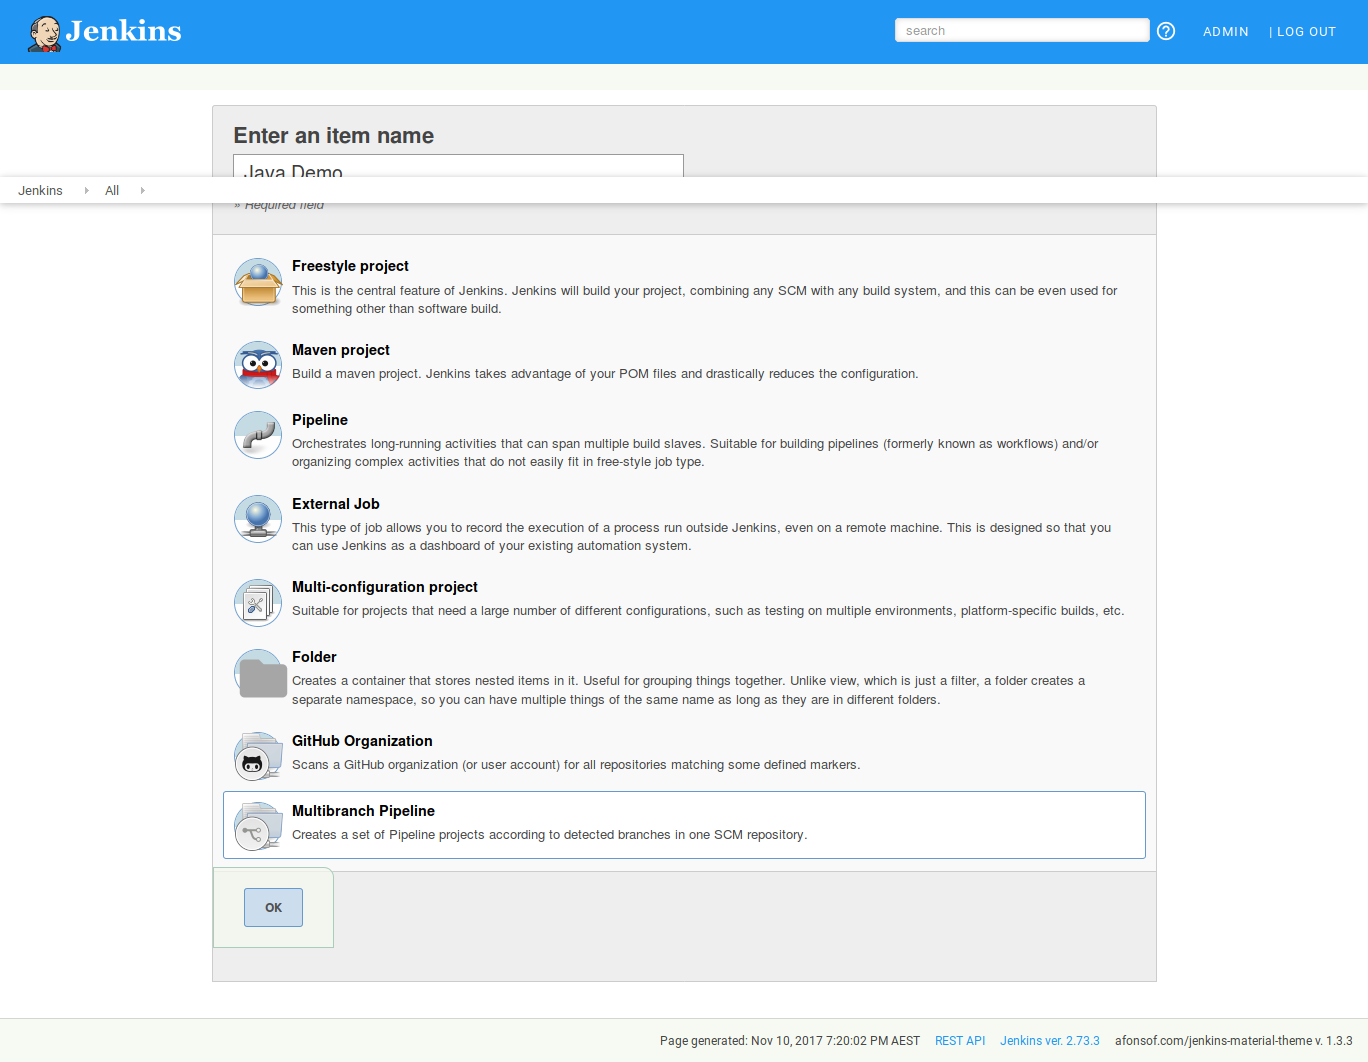 Jenkins
search
ADMIN
| LOG OUT
Enter an item name
Java Demo
Jenkins
All
» Required field
Freestyle project
This is the central feature of Jenkins. Jenkins will build your project, combining any SCM with any build system, and this can be even used for
something other than software build.
Maven project
Build a maven project. Jenkins takes advantage of your POM files and drastically reduces the configuration.
Pipeline
Orchestrates long-running activities that can span multiple build slaves. Suitable for building pipelines (formerly known as workflows) and/or
organizing complex activities that do not easily fit in free-style job type.
External Job
This type of job allows you to record the execution of a process run outside Jenkins, even on a remote machine. This is designed so that you
can use Jenkins as a dashboard of your existing automation system.
Multi-configuration project
Suitable for projects that need a large number of different configurations, such as testing on multiple environments, platform-specific builds, etc.
Folder
Creates a container that stores nested items in it. Useful for grouping things together. Unlike view, which is just a filter, a folder creates a
separate namespace, so you can have multiple things of the same name as long as they are in different folders.
GitHub Organization
Scans a GitHub organization (or user account) for all repositories matching some defined markers.
Multibranch Pipeline
Creates a set of Pipeline projects according to detected branches in one SCM repository.
OK
Page generated: Nov 10, 2017 7:20:02 PM AEST REST API Jenkins ver. 2.73.3 afonsof.com/jenkins-material-theme v. 1.3.3